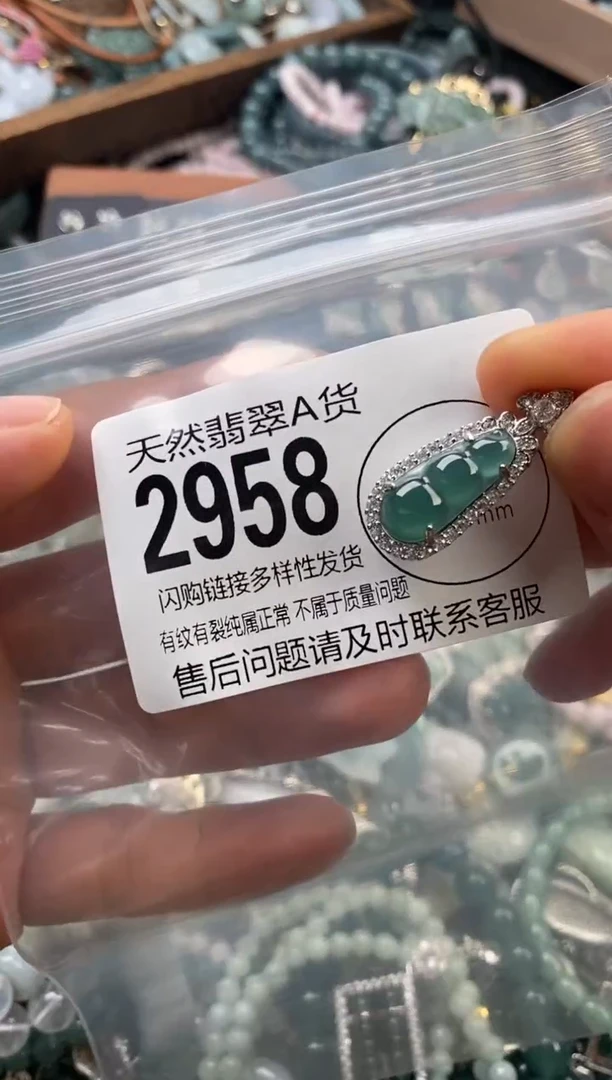 天然翡翠A货
2958
mm
闪购链接多样性发货
有纹有裂纯属正常 不属于质量问题
售后问题请及时联系客服